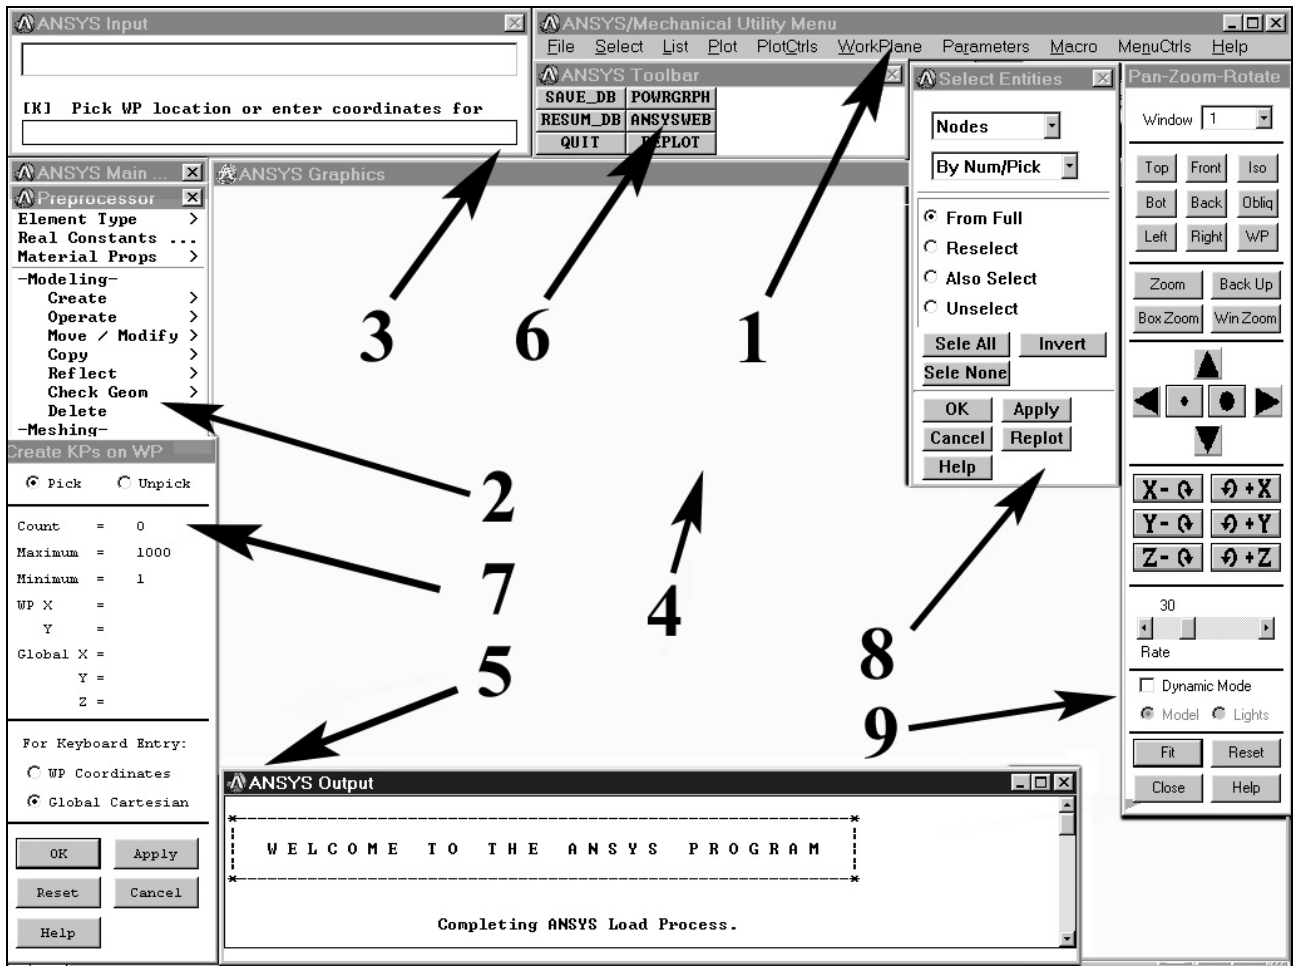 ANSYS Input
[K] Pick WP location or enter coordinates for
ANSYS/Mechanical Utility Menu
File Select List Plot PlotCtrls WorkPlane Parameters Macro MenuCtrls Help
ANSYS Toolbar
SAVE_DB POWRGRPH
RESUM_DB ANSYSWEB
QUIT REPLOT
ANSYS Main ...
Preprocessor
Element Type >
Real Constants ...
Material Props >
-Modeling-
Create >
Operate >
Move / Modify >
Copy >
Reflect >
Check Geom >
Delete
-Meshing-
Create KPs on WP
Pick Unpick
Count = 0
Maximum = 1000
Minimum = 1
WP X =
Y =
Global X =
Y =
Z =
For Keyboard Entry:
WP Coordinates
Global Cartesian
OK Apply
Reset Cancel
Help
ANSYS Graphics
3 6 1
2
7
4
5
8
9
ANSYS Output
WELCOME TO THE ANSYS PROGRAM
Completing ANSYS Load Process.
Select Entities
Nodes
By Num/Pick
From Full
Reselect
Also Select
Unselect
Sele All Invert
Sele None
OK Apply
Cancel Replot
Help
Pan-Zoom-Rotate
Window 1
Top Front Iso
Bot Back Obliq
Left Right WP
Zoom Back Up
Box Zoom Win Zoom
X- +X
Y- +Y
Z- +Z
30
Rate
Dynamic Mode
Model Lights
Fit Reset
Close Help